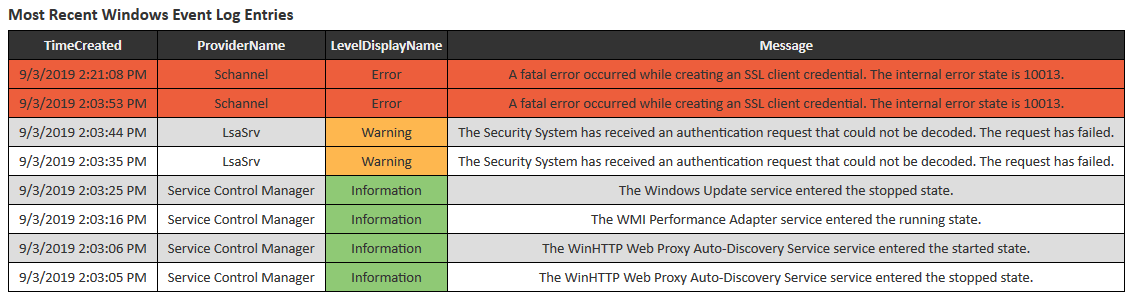 Most Recent Windows Event Log Entries
TimeCreated ProviderName LevelDisplayName Message
9/3/2019 2:21:08 PM Schannel Error A fatal error occurred while creating an SSL client credential. The internal error state is 10013.
9/3/2019 2:03:53 PM Schannel Error A fatal error occurred while creating an SSL client credential. The internal error state is 10013.
9/3/2019 2:03:44 PM LsaSrv Warning The Security System has received an authentication request that could not be decoded. The request has failed.
9/3/2019 2:03:35 PM LsaSrv Warning The Security System has received an authentication request that could not be decoded. The request has failed.
9/3/2019 2:03:25 PM Service Control Manager Information The Windows Update service entered the stopped state.
9/3/2019 2:03:16 PM Service Control Manager Information The WMI Performance Adapter service entered the running state.
9/3/2019 2:03:06 PM Service Control Manager Information The WinHTTP Web Proxy Auto-Discovery Service service entered the started state.
9/3/2019 2:03:05 PM Service Control Manager Information The WinHTTP Web Proxy Auto-Discovery Service service entered the stopped state.